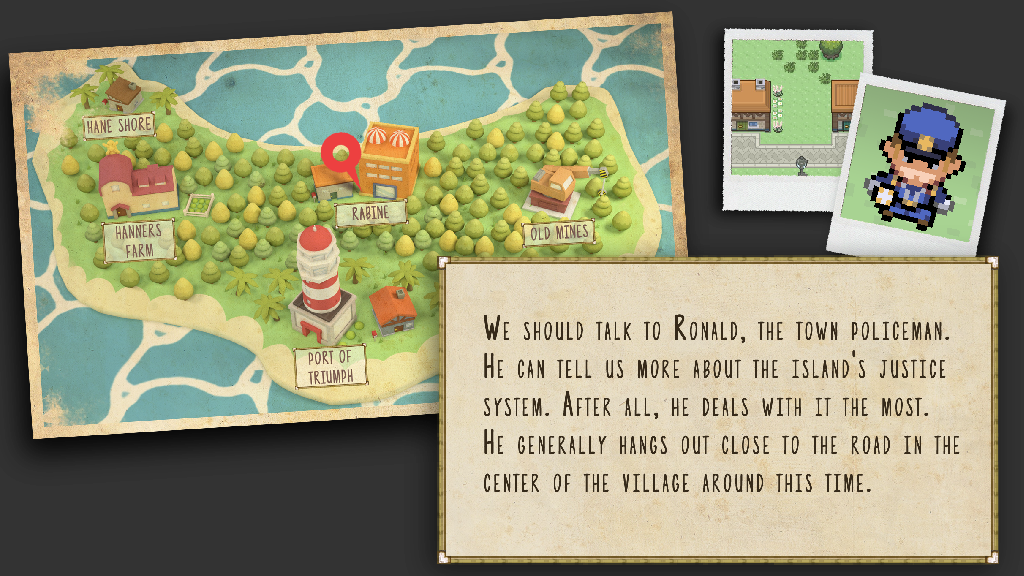 HANE SHORE
HANNERS
FARM
RABINE
OLD MINES
PORT OF
TRIUMPH
We should talk to Ronald, the town policeman.
He can tell us more about the island's justice
system. After all, he deals with it the most.
He generally hangs out close to the road in the
center of the village around this time.